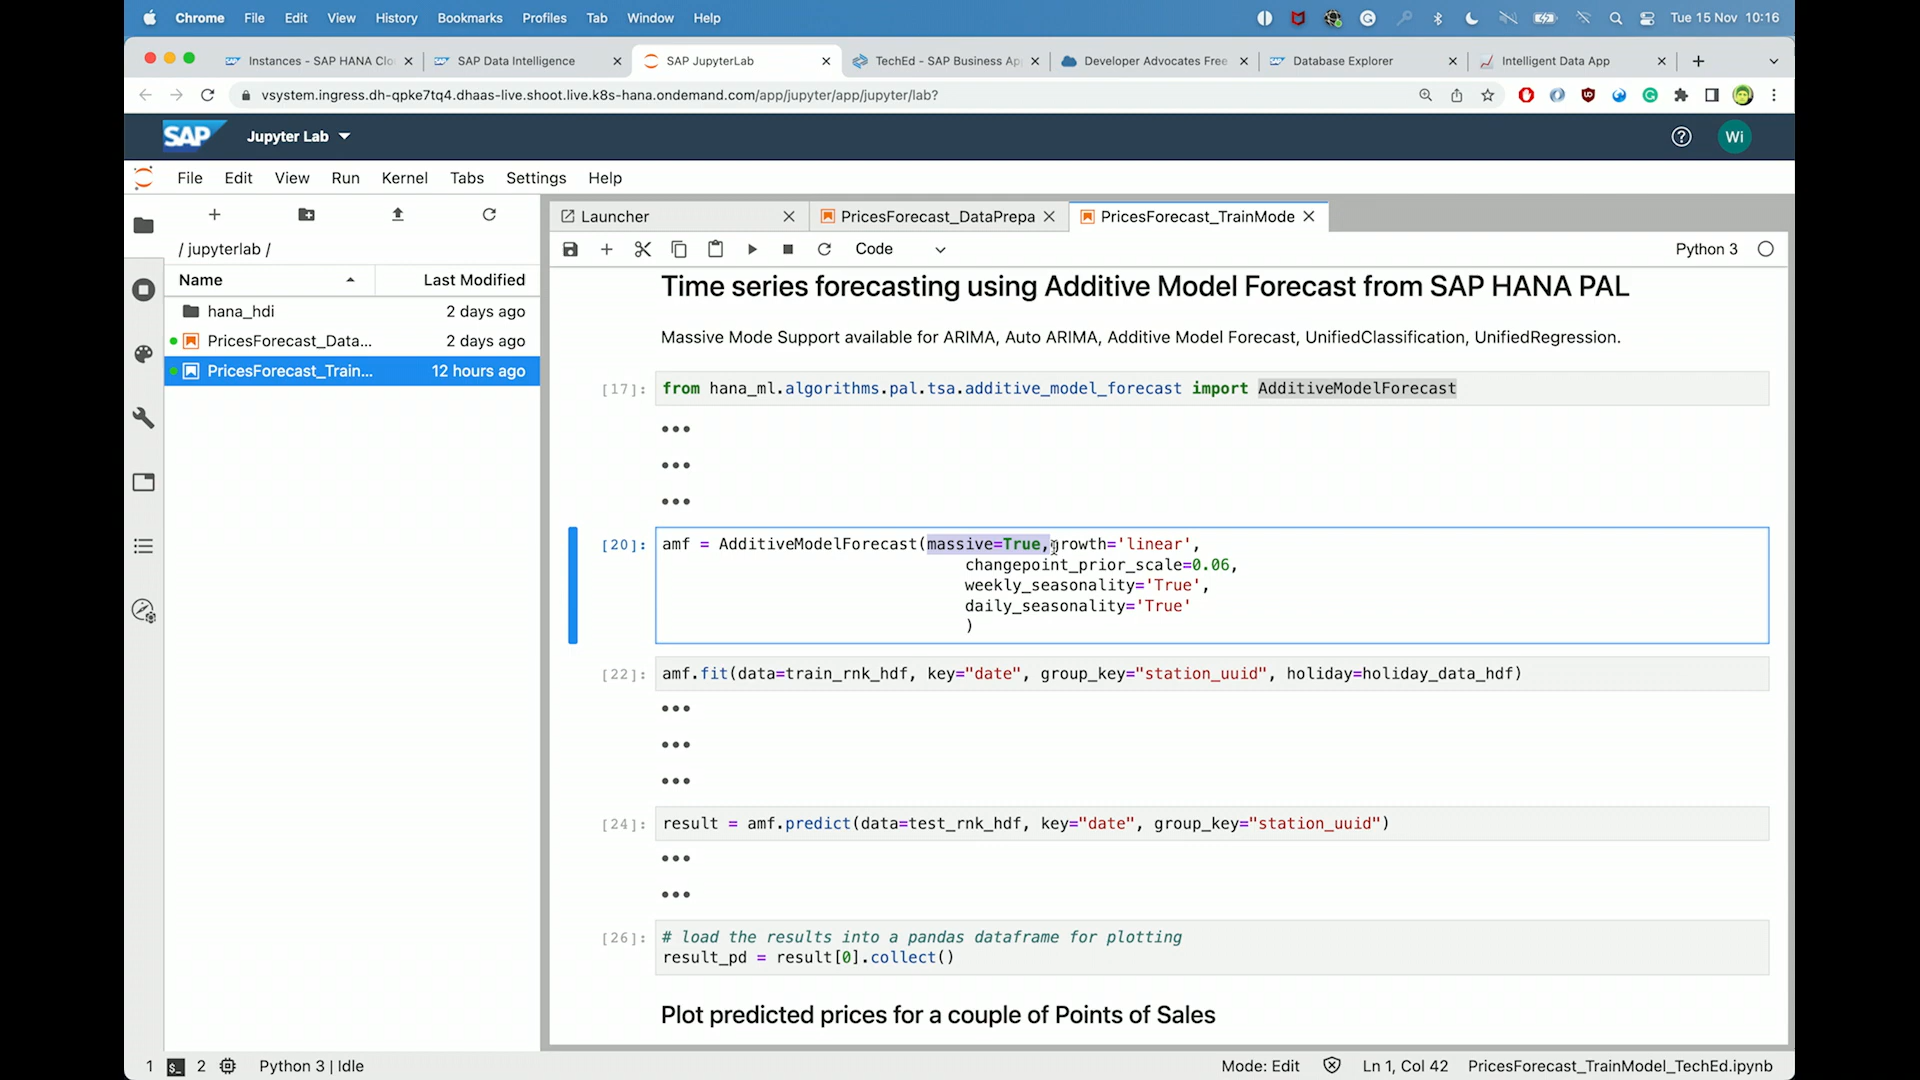 Chrome File Edit View History Bookmarks Profiles Tab Window Help Tue 15 Nov 10:16
Instances - SAP HANA Clo SAP Data Intelligence SAP JupyterLab TechEd - SAP Business Ap Developer Advocates Free Database Explorer Intelligent Data App
vsystem.ingress.dh-qpke7tq4.dhaas-live.shoot.live.k8s-hana.ondemand.com/app/jupyter/app/jupyter/lab?
SAP Jupyter Lab Wi
File Edit View Run Kernel Tabs Settings Help
Launcher PricesForecast_DataPrepa PricesForecast_TrainMode
/ jupyterlab /
Code Python 3
Name Last Modified
hana_hdi 2 days ago
PricesForecast_Data... 2 days ago
PricesForecast_Train... 12 hours ago
Time series forecasting using Additive Model Forecast from SAP HANA PAL
Massive Mode Support available for ARIMA, Auto ARIMA, Additive Model Forecast, UnifiedClassification, UnifiedRegression.
[17]: from hana_ml.algorithms.pal.tsa.additive_model_forecast import AdditiveModelForecast
[20]: amf = AdditiveModelForecast(massive=True,growth='linear',
changepoint_prior_scale=0.06,
weekly_seasonality='True',
daily_seasonality='True'
)
[22]: amf.fit(data=train_rnk_hdf, key="date", group_key="station_uuid", holiday=holiday_data_hdf)
[24]: result = amf.predict(data=test_rnk_hdf, key="date", group_key="station_uuid")
[26]: # load the results into a pandas dataframe for plotting
result_pd = result[0].collect()
Plot predicted prices for a couple of Points of Sales
1 2 Python 3 | Idle Mode: Edit Ln 1, Col 42 PricesForecast_TrainModel_TechEd.ipynb